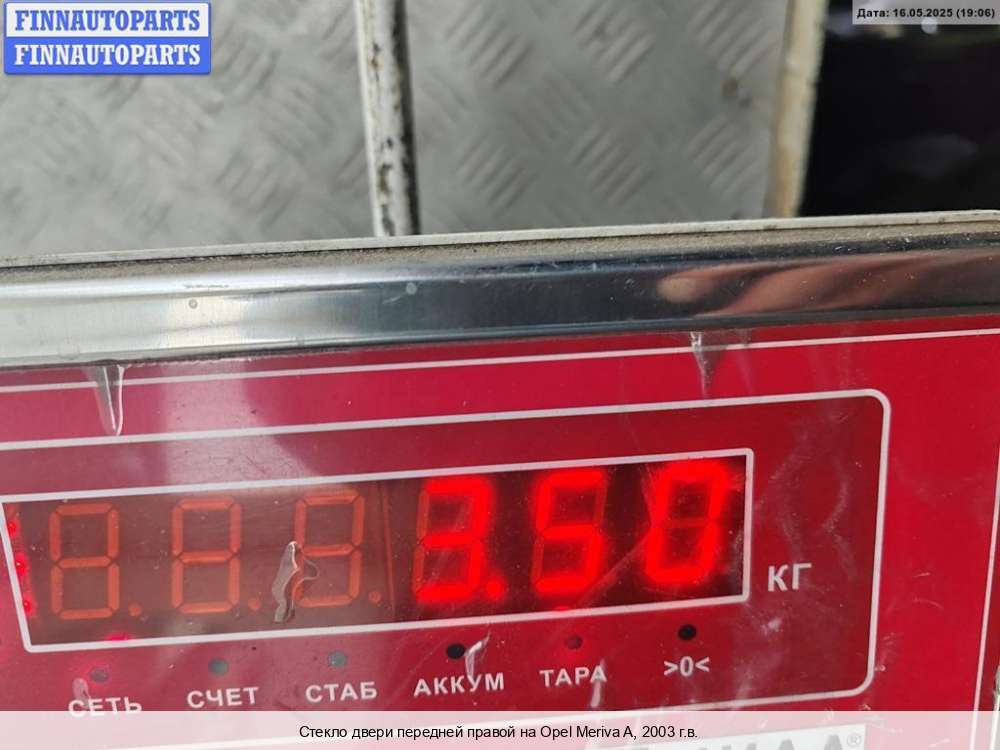 FINNAUTOPARTS
FINNAUTOPARTS
Дата: 16.05.2025 (19:06)
3.50
КГ
СЕТЬ СЧЕТ СТАБ АККУМ ТАРА >0<
Стекло двери передней правой на Opel Meriva A, 2003 г.в.